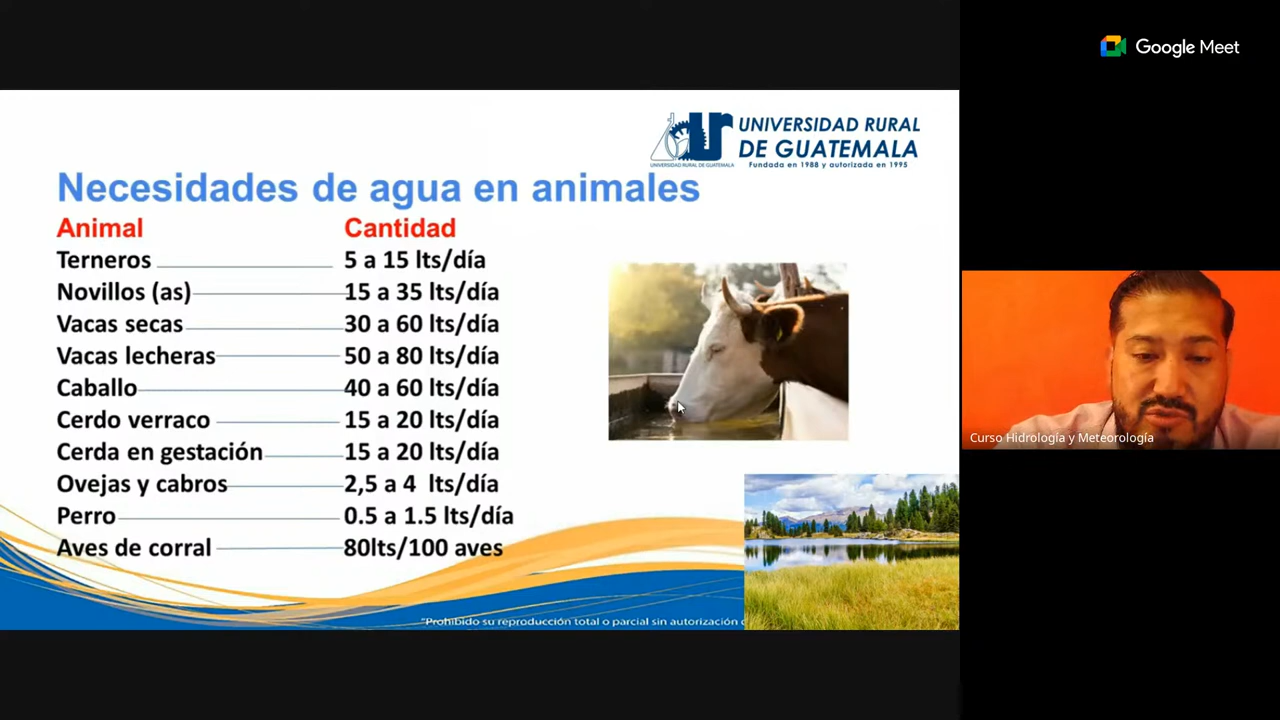 Google Meet
UNIVERSIDAD RURAL
DE GUATEMALA
Fundada en 1988 y autorizada en 1995
UNIVERSIDAD RURAL DE GUATEMALA
Necesidades de agua en animales
Animal Cantidad
Terneros 5 a 15 lts/día
Novillos (as) 15 a 35 lts/día
Vacas secas 30 a 60 lts/día
Vacas lecheras 50 a 80 lts/día
Caballo 40 a 60 lts/día
Cerdo verraco 15 a 20 lts/día
Cerda en gestación 15 a 20 lts/día
Ovejas y cabros 2,5 a 4 lts/día
Perro 0.5 a 1.5 lts/día
Aves de corral 80lts/100 aves
"Prohibido su reproducción total o parcial sin autorización
Curso Hidrología y Meteorología